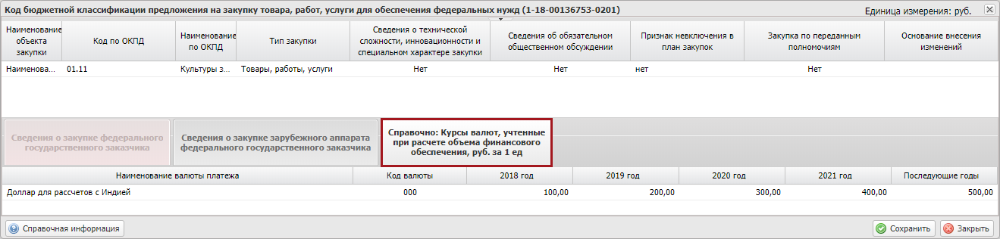 Код бюджетной классификации предложения на закупку товара, работ, услуги для обеспечения федеральных нужд (1-18-00136753-0201) Единица измерения: руб.
Наименование объекта закупки Код по ОКПД Наименование по ОКПД Тип закупки Сведения о технической сложности, инновационности и специальном характере закупки Сведения об обязательном общественном обсуждении Признак невключения в план закупок Закупка по переданным полномочиям Основание внесения изменений
Наименова... 01.11 Культуры з... Товары, работы, услуги Нет Нет нет Нет
Сведения о закупке федерального
государственного заказчика
Сведения о закупке зарубежного аппарата
федерального государственного заказчика
Справочно: Курсы валют, учтенные
при расчете объема финансового
обеспечения, руб. за 1 ед
Наименование валюты платежа Код валюты 2018 год 2019 год 2020 год 2021 год Последующие годы
Доллар для рассчетов с Индией 000 100,00 200,00 300,00 400,00 500,00
Справочная информация Сохранить Закрыть